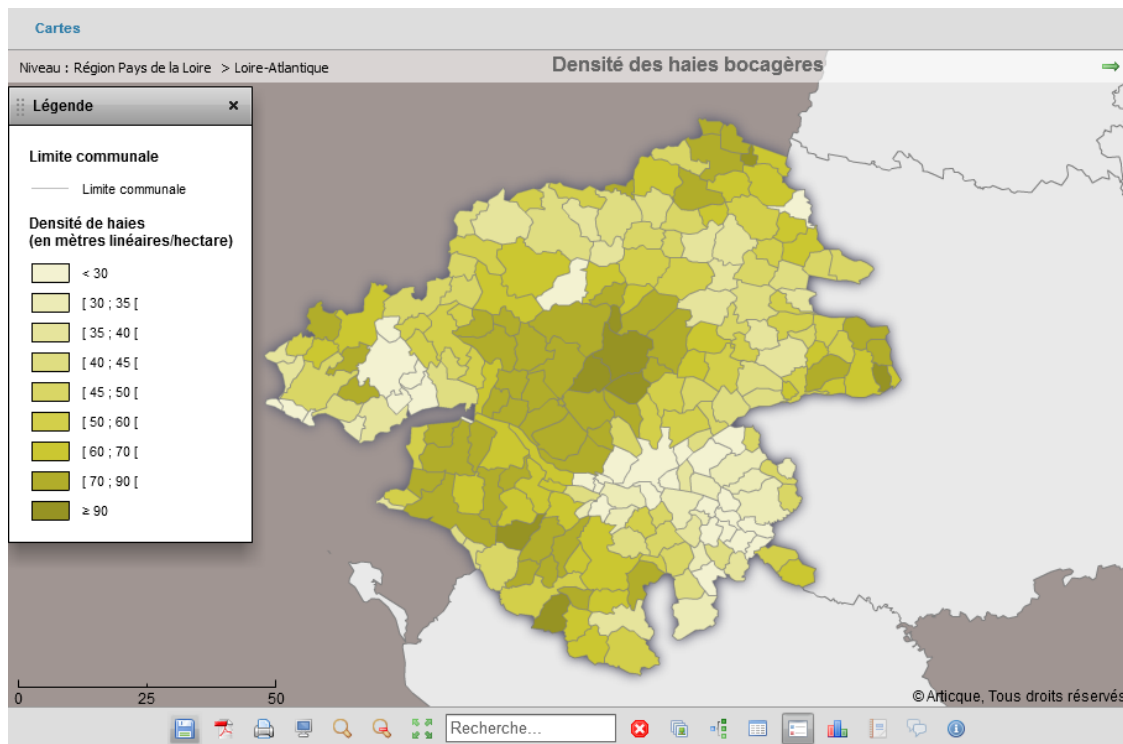 Cartes
Niveau : Région Pays de la Loire > Loire-Atlantique
Densité des haies bocagères
Légende
Limite communale
Limite communale
Densité de haies
(en mètres linéaires/hectare)
< 30
[ 30 ; 35 [
[ 35 ; 40 [
[ 40 ; 45 [
[ 45 ; 50 [
[ 50 ; 60 [
[ 60 ; 70 [
[ 70 ; 90 [
≥ 90
0 25 50
© Articque, Tous droits réservés
Recherche...